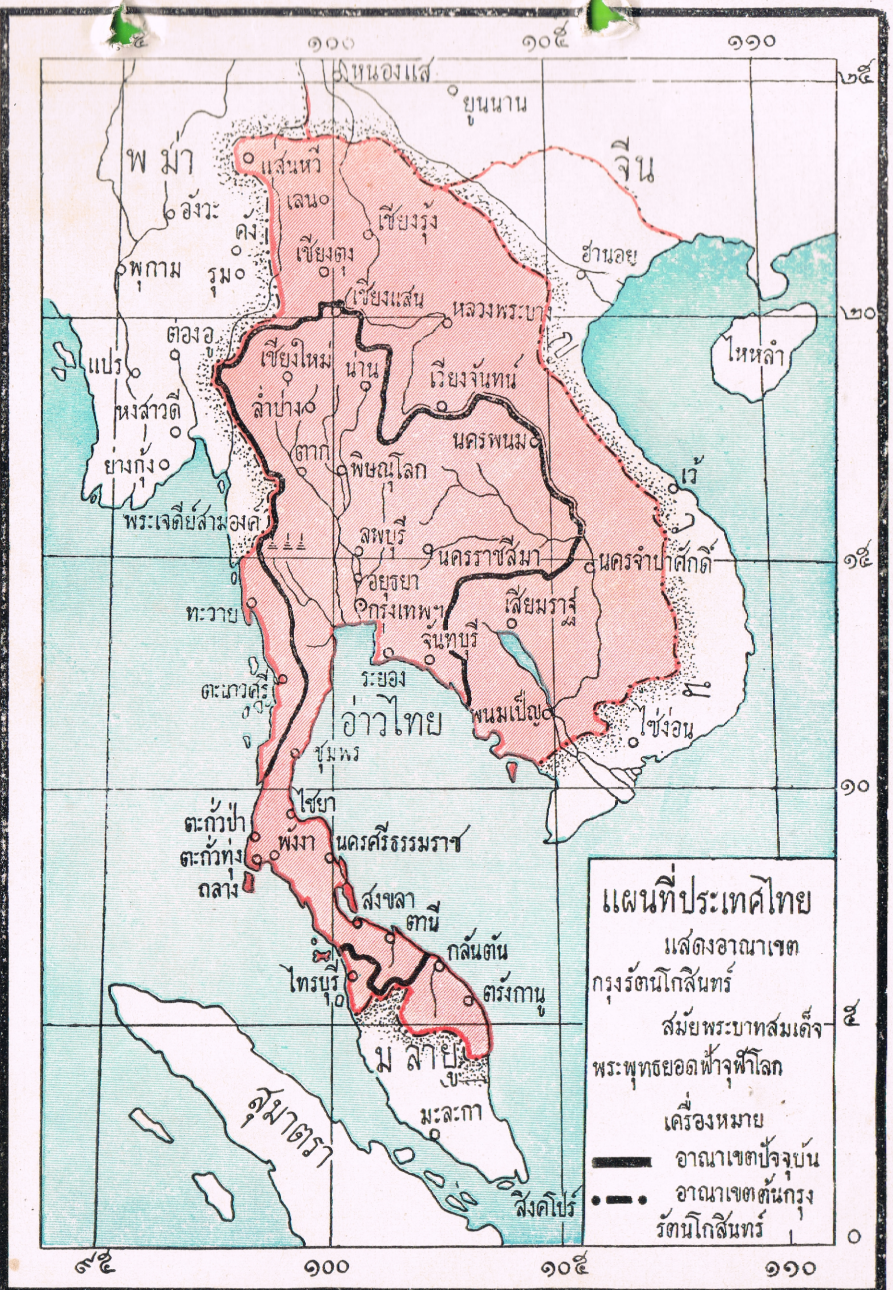 ๑๐๐ ๑๐๕ ๑๑๐
หนองแส
๒๕
ยูนนาน
พม่า
จีน
แสนหวี
เลน
อังวะ
คัง
เชียงรุ้ง
เชียงตุง
ฮานอย
พุกาม
รุม
เชียงแสน
หลวงพระบาง
๒๐
ตองอู
แปร
เชียงใหม่
น่าน
ไหหลำ
เวียงจันทน์
หงสาวดี
ลำปาง
นครพนม
ย่างกุ้ง
ตาก
พิษณุโลก
เว้
พระเจดีย์สามองค์
ลพบุรี
นครราชสีมา
นครจำปาศักดิ์
๑๕
อยุธยา
กรุงเทพฯ
ทะวาย
เสียมราฐ
จันทบุรี
ระยอง
ตะนาวศรี
พนมเป็ญ
อ่าวไทย
ไซ่ง่อน
ชุมพร
๑๐
ไชยา
ตะกั่วป่า
พังงา
นครศรีธรรมราช
ตะกั่วทุ่ง
ถลาง
สงขลา
ตานี
กลันตัน
ไทรบุรี
ตรังกานู
๕
มลายู
สุมาตรา
มะละกา
สิงคโปร์
แผนที่ประเทศไทย
แสดงอาณาเขต
กรุงรัตนโกสินทร์
สมัยพระบาทสมเด็จ
พระพุทธยอดฟ้าจุฬาโลก
เครื่องหมาย
อาณาเขตปัจจุบัน
อาณาเขตต้นกรุง
รัตนโกสินทร์
๐
๙๕ ๑๐๐ ๑๐๕ ๑๑๐